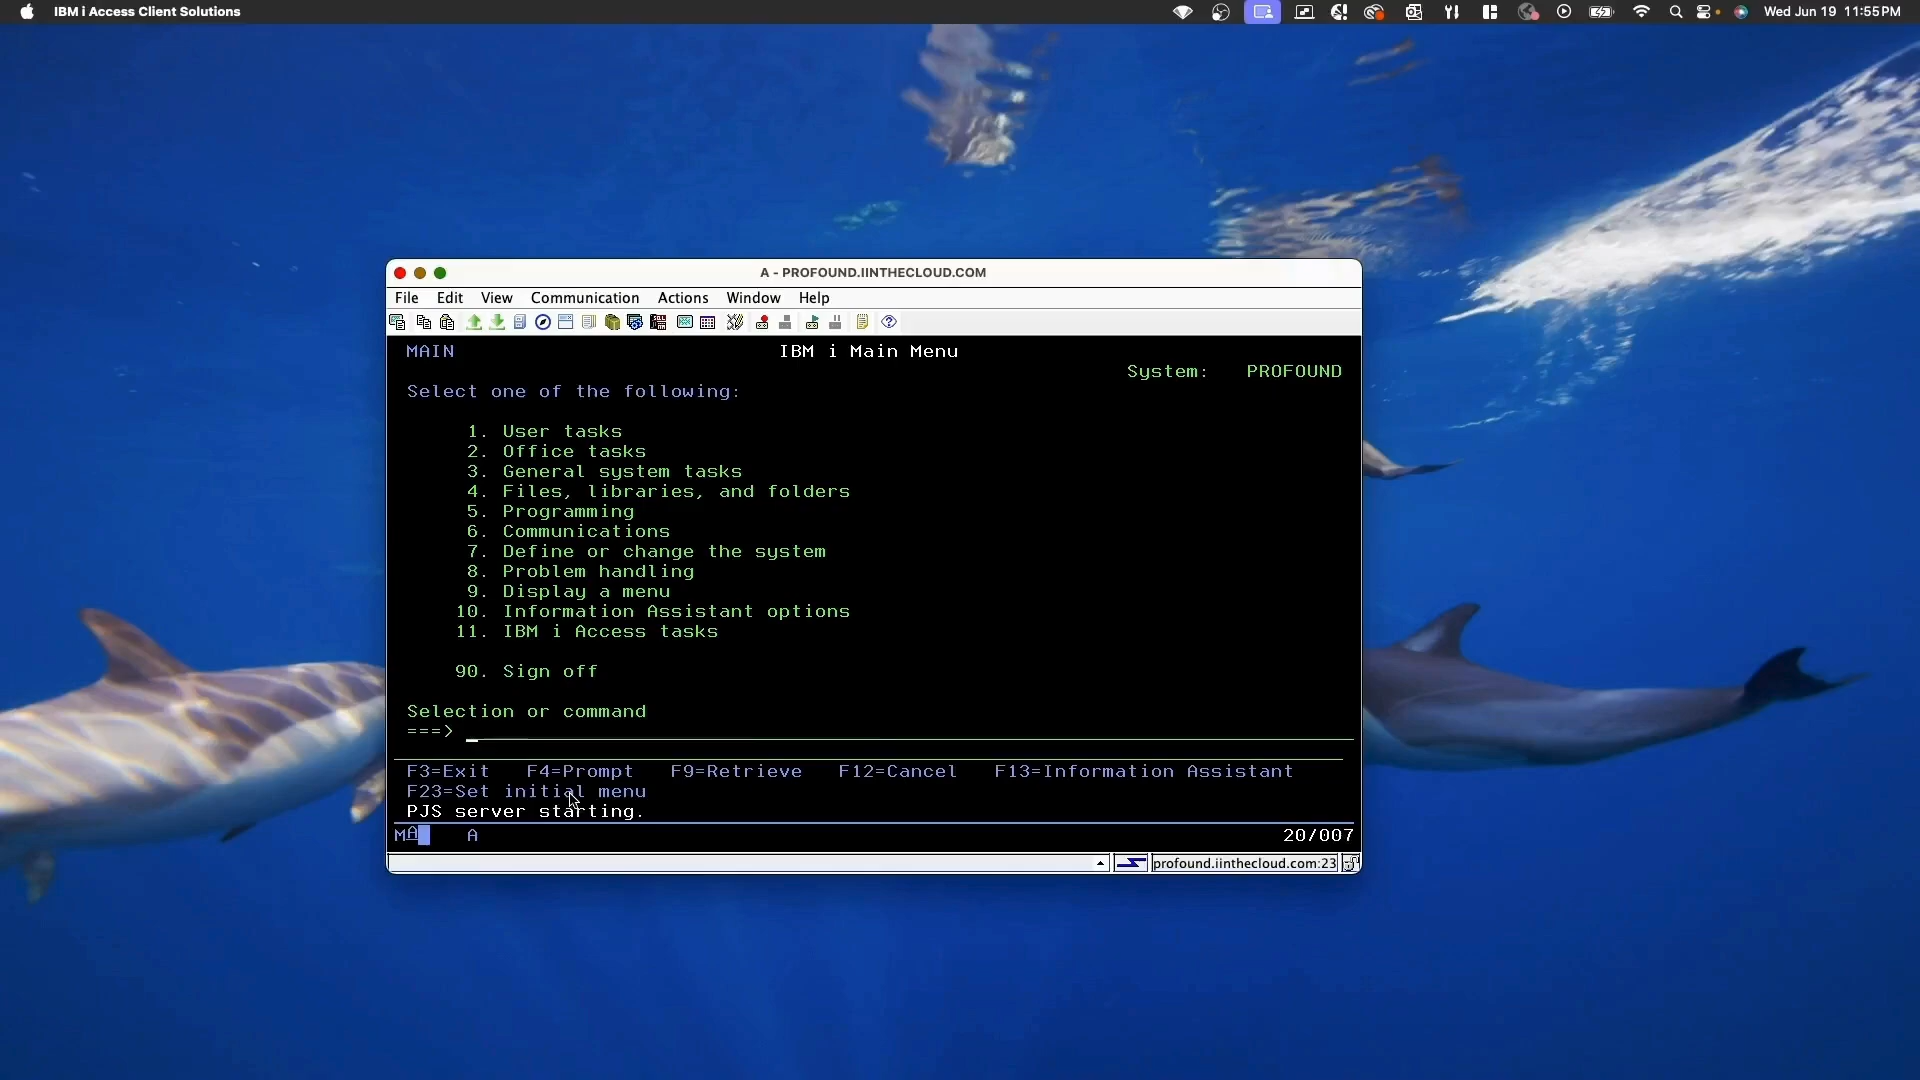 IBM i Access Client Solutions
Wed Jun 19 11:55PM
A - PROFOUND.IINTHECLOUD.COM
File Edit View Communication Actions Window Help
MAIN IBM i Main Menu
System: PROFOUND
Select one of the following:
1. User tasks
2. Office tasks
3. General system tasks
4. Files, libraries, and folders
5. Programming
6. Communications
7. Define or change the system
8. Problem handling
9. Display a menu
10. Information Assistant options
11. IBM i Access tasks
90. Sign off
Selection or command
===>
F3=Exit F4=Prompt F9=Retrieve F12=Cancel F13=Information Assistant
F23=Set initial menu
PJS server starting.
MA A 20/007
profound.iinthecloud.com:23